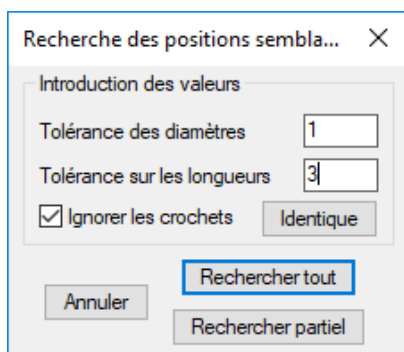 Recherche des positions sembla...
Introduction des valeurs
Tolérance des diamètres 1
Tolérance sur les longueurs 3
Ignorer les crochets Identique
Rechercher tout
Annuler
Rechercher partiel